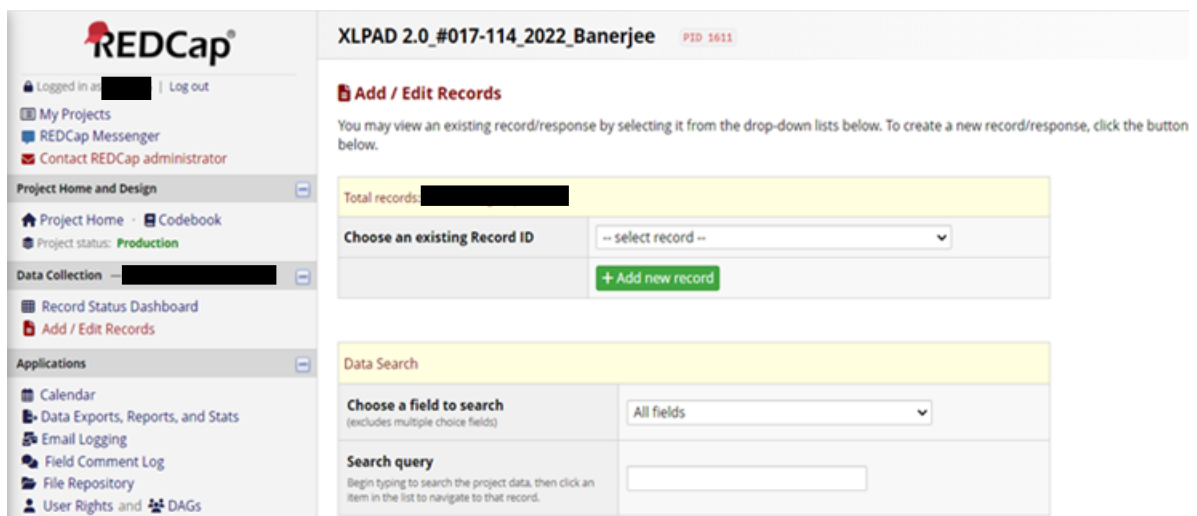 REDCap®
Logged in as | Log out
My Projects
REDCap Messenger
Contact REDCap administrator
Project Home and Design
Project Home · Codebook
Project status: Production
Data Collection —
Record Status Dashboard
Add / Edit Records
Applications
Calendar
Data Exports, Reports, and Stats
Email Logging
Field Comment Log
File Repository
User Rights and DAGs
XLPAD 2.0_#017-114_2022_Banerjee PID 1611
Add / Edit Records
You may view an existing record/response by selecting it from the drop-down lists below. To create a new record/response, click the button
below.
Total records:
Choose an existing Record ID -- select record --
+ Add new record
Data Search
Choose a field to search All fields
(excludes multiple choice fields)
Search query
Begin typing to search the project data, then click an
item in the list to navigate to that record.